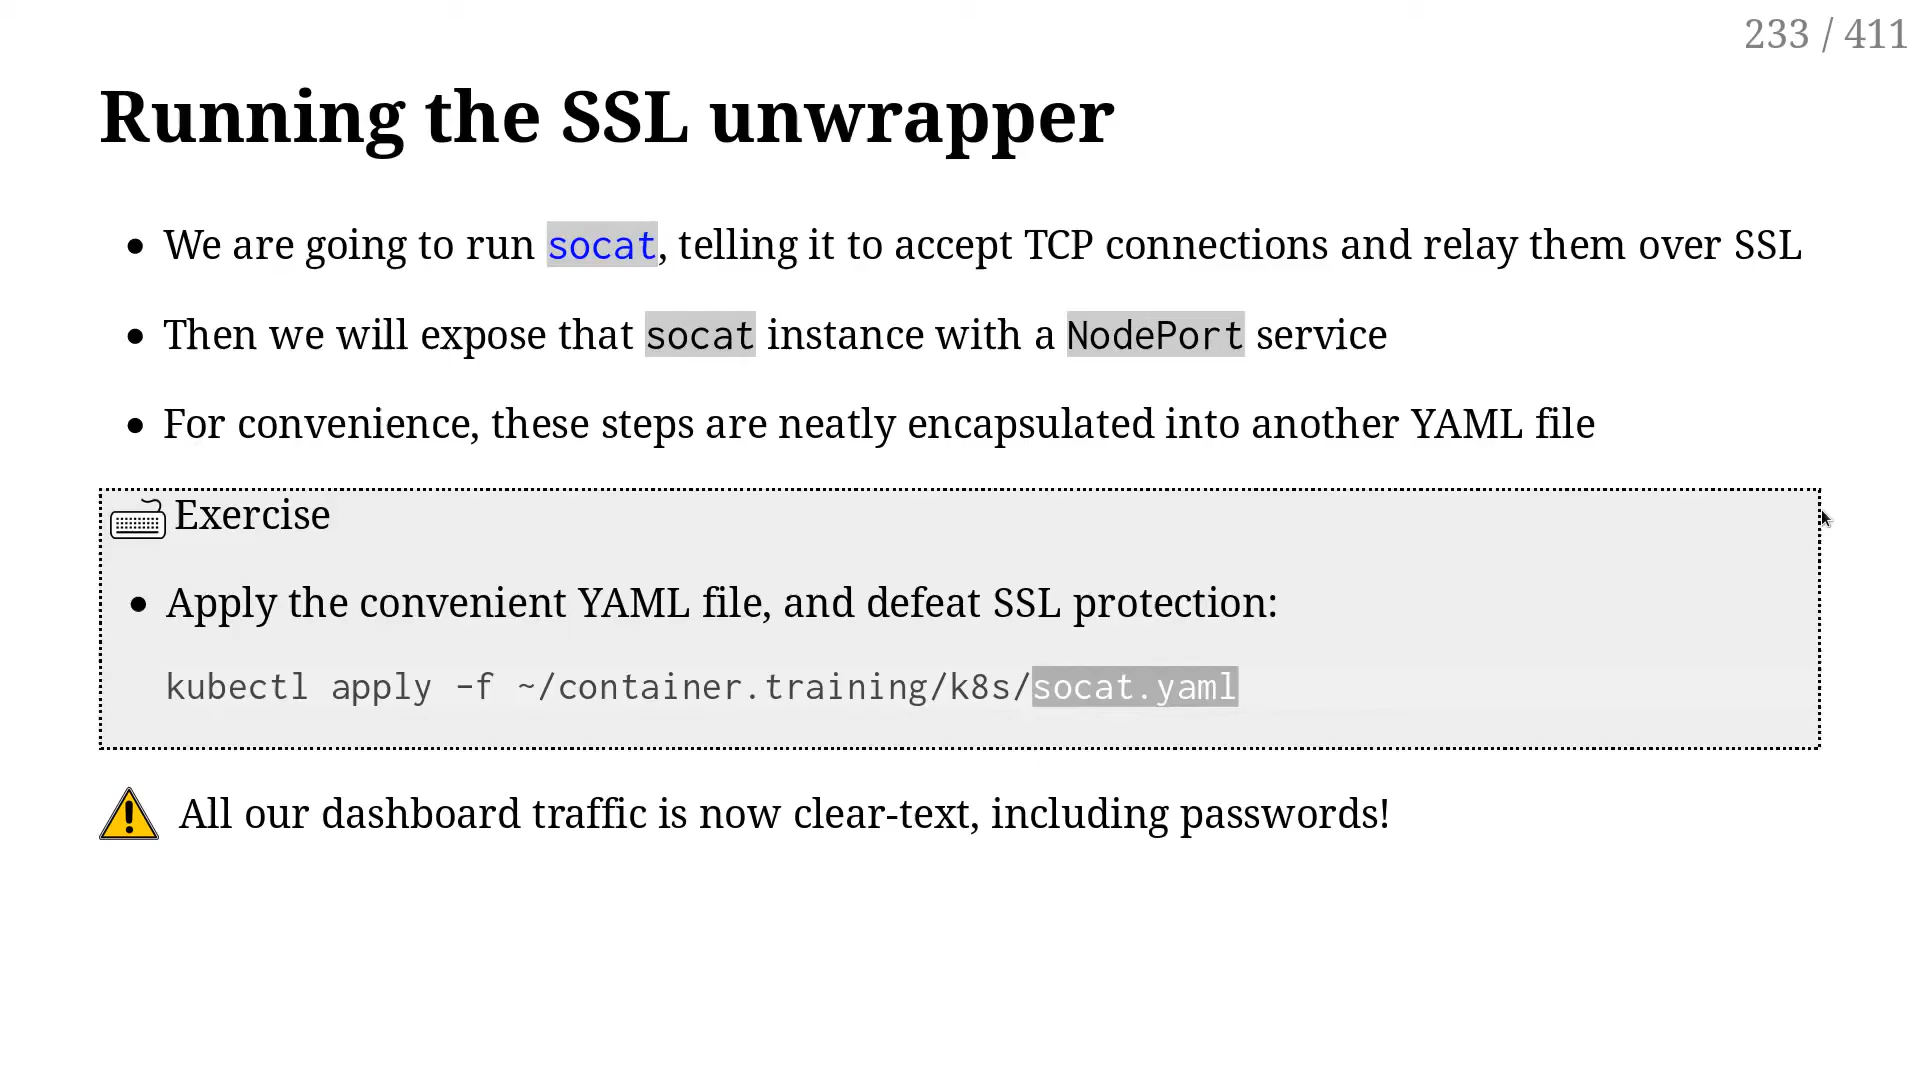 233 / 411
Running the SSL unwrapper
• We are going to run socat, telling it to accept TCP connections and relay them over SSL
• Then we will expose that socat instance with a NodePort service
• For convenience, these steps are neatly encapsulated into another YAML file
Exercise
• Apply the convenient YAML file, and defeat SSL protection:
kubectl apply -f ~/container.training/k8s/socat.yaml
All our dashboard traffic is now clear-text, including passwords!